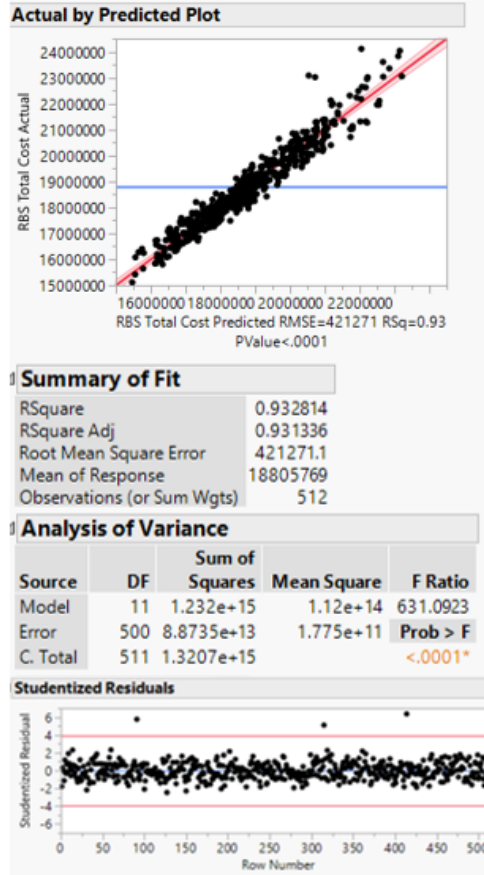 Actual by Predicted Plot
RBS Total Cost Actual
24000000
23000000
22000000
21000000
20000000
19000000
18000000
17000000
16000000
15000000
16000000 18000000 20000000 22000000
RBS Total Cost Predicted RMSE=421271 RSq=0.93
PValue<.0001
Summary of Fit
RSquare 0.932814
RSquare Adj 0.931336
Root Mean Square Error 421271.1
Mean of Response 18805769
Observations (or Sum Wgts) 512
Analysis of Variance
Sum of
Source DF Squares Mean Square F Ratio
Model 11 1.232e+15 1.12e+14 631.0923
Error 500 8.8735e+13 1.775e+11 Prob > F
C. Total 511 1.3207e+15 <.0001*
Studentized Residuals
Studentized Residual
6
4
2
0
-2
-4
-6
0 50 100 150 200 250 300 350 400 450 500
Row Number